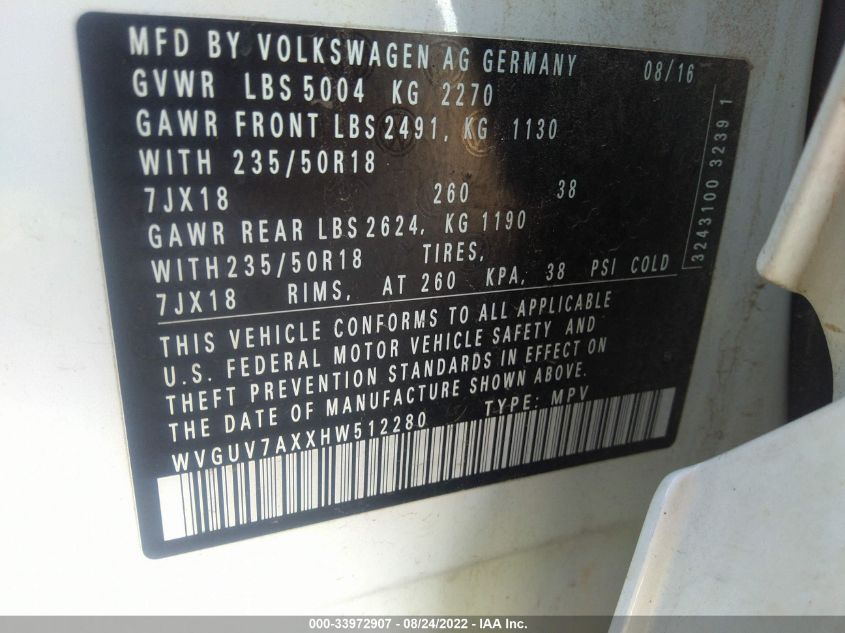 MFD BY VOLKSWAGEN AG GERMANY 08/16
GVWR LBS 5004 KG 2270
GAWR FRONT LBS 2491, KG 1130
WITH 235/50R18
7JX18 260 38
GAWR REAR LBS 2624, KG 1190
WITH 235/50R18 TIRES,
7JX18 RIMS, AT 260 KPA, 38 PSI COLD
3243100 3239 1
THIS VEHICLE CONFORMS TO ALL APPLICABLE
U.S. FEDERAL MOTOR VEHICLE SAFETY AND
THEFT PREVENTION STANDARDS IN EFFECT ON
THE DATE OF MANUFACTURE SHOWN ABOVE.
WVGUV7AXXHW512280 TYPE: MPV
000-33972907 - 08/24/2022 - IAA Inc.